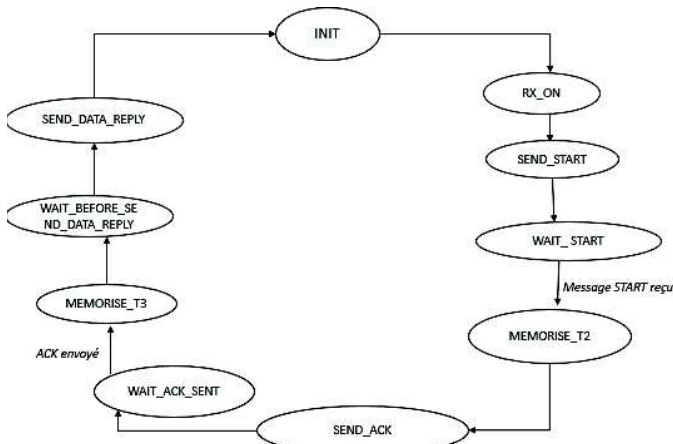 INIT
RX_ON
SEND_START
WAIT_ START
Message START reçu
MEMORISE_T2
SEND_ACK
WAIT_ACK_SENT
ACK envoyé
MEMORISE_T3
WAIT_BEFORE_SE
ND_DATA_REPLY
SEND_DATA_REPLY